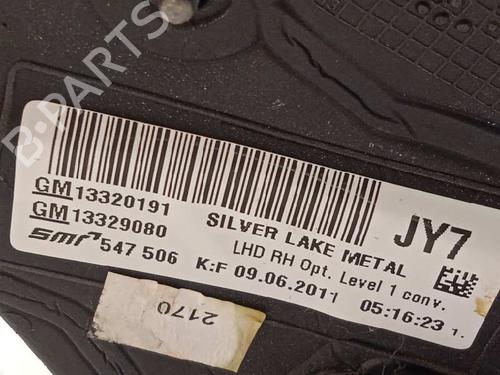 B-PARTS
GM13320191
GM13329080
SMR 547 506
SILVER LAKE METAL
LHD RH Opt. Level 1 conv.
K:F 09.06.2011 05:16:23 1.
JY7
2170